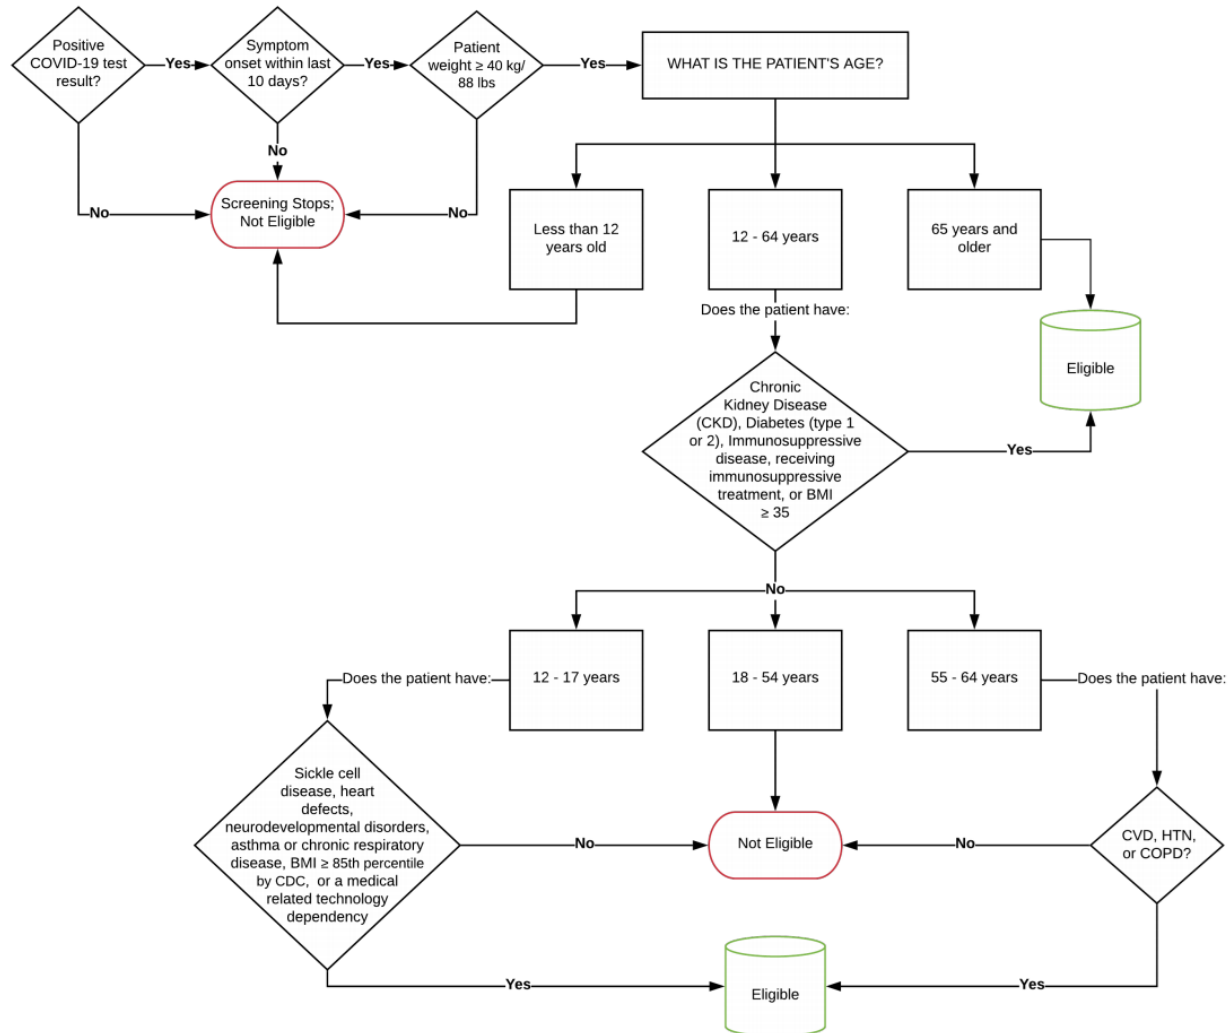 Positive
COVID-19 test
result?
Yes
Symptom
onset within last
10 days?
Yes
Patient
weight ≥ 40 kg/
88 lbs
Yes
WHAT IS THE PATIENT'S AGE?
No
No
No
Screening Stops;
Not Eligible
Less than 12
years old
12 - 64 years
65 years and
older
Does the patient have:
Eligible
Chronic
Kidney Disease
(CKD), Diabetes (type 1
or 2), Immunosuppressive
disease, receiving
immunosuppressive
treatment, or BMI
≥ 35
Yes
No
12 - 17 years
18 - 54 years
55 - 64 years
Does the patient have:
Does the patient have:
Sickle cell
disease, heart
defects,
neurodevelopmental disorders,
asthma or chronic respiratory
disease, BMI ≥ 85th percentile
by CDC, or a medical
related technology
dependency
No
Not Eligible
No
CVD, HTN,
or COPD?
Yes
Eligible
Yes